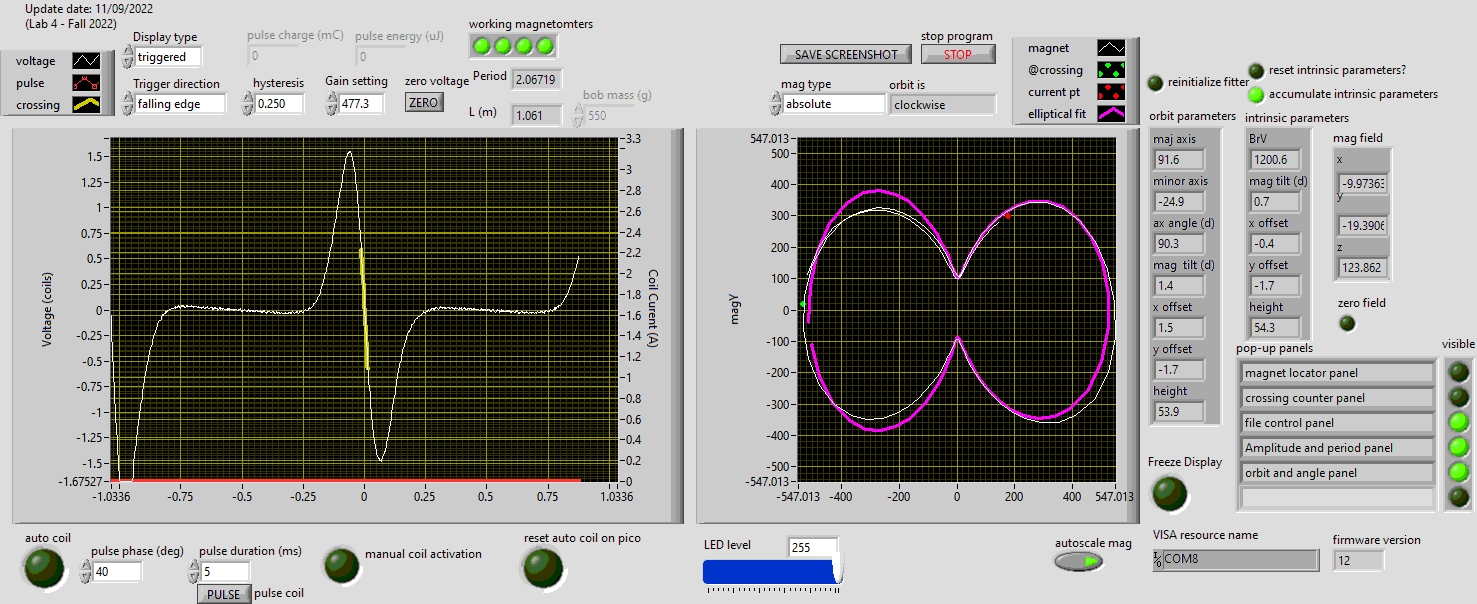 Update date: 11/09/2022
(Lab 4 - Fall 2022)
voltage
pulse
crossing
Display type
triggered
pulse charge (mC)
0
pulse energy (uJ)
0
working magnetomters
Trigger direction
falling edge
hysteresis
0.250
Gain setting
477.3
zero voltage
ZERO
Period
2.06719
L (m)
1.061
bob mass (g)
550
SAVE SCREENSHOT
stop program
STOP
mag type
absolute
orbit is
clockwise
magnet
@crossing
current pt
elliptical fit
reinitialize fitter
reset intrinsic parameters?
accumulate intrinsic parameters
Voltage (coils)
1.5
1.25
1
0.75
0.5
0.25
0
-0.25
-0.5
-0.75
-1
-1.25
-1.5
-1.67527
-1.0336
-0.75
-0.5
-0.25
0
0.25
0.5
0.75
1.0336
3.3
3
2.8
2.6
2.4
2.2
2
1.8
1.6
1.4
1.2
1
0.8
0.6
0.4
0.2
0
Coil Current (A)
magY
547.013
500
400
300
200
100
0
-100
-200
-300
-400
-500
-547.013
-547.013
-400
-200
0
200
400
547.013
orbit parameters
maj axis
91.6
minor axis
-24.9
ax angle (d)
90.3
mag tilt (d)
1.4
x offset
1.5
y offset
-1.7
height
53.9
intrinsic parameters
BrV
1200.6
mag tilt (d)
0.7
x offset
-0.4
y offset
-1.7
height
54.3
mag field
x
-9.9736
y
-19.390
z
123.862
zero field
pop-up panels
visible
magnet locator panel
crossing counter panel
file control panel
Amplitude and period panel
orbit and angle panel
Freeze Display
auto coil
pulse phase (deg)
40
pulse duration (ms)
5
PULSE
pulse coil
manual coil activation
reset auto coil on pico
LED level
255
autoscale mag
VISA resource name
COM8
firmware version
12